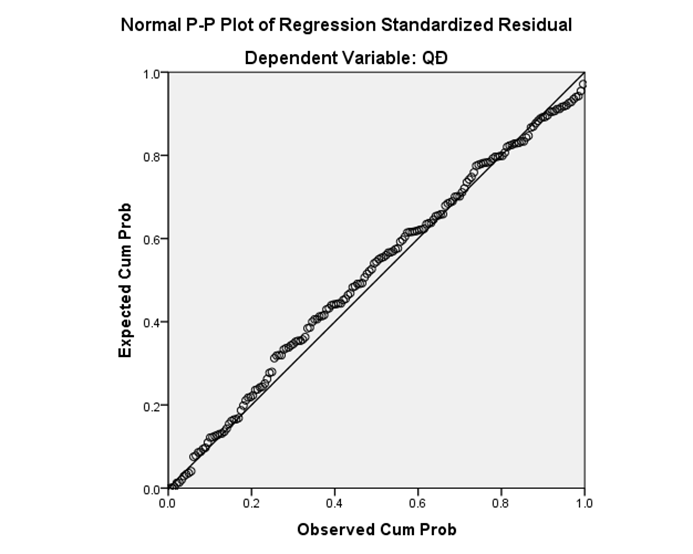 Normal P-P Plot of Regression Standardized Residual
Dependent Variable: QĐ
1.0
0.8
0.6
0.4
0.2
0.0
Expected Cum Prob
0.0 0.2 0.4 0.6 0.8 1.0
Observed Cum Prob